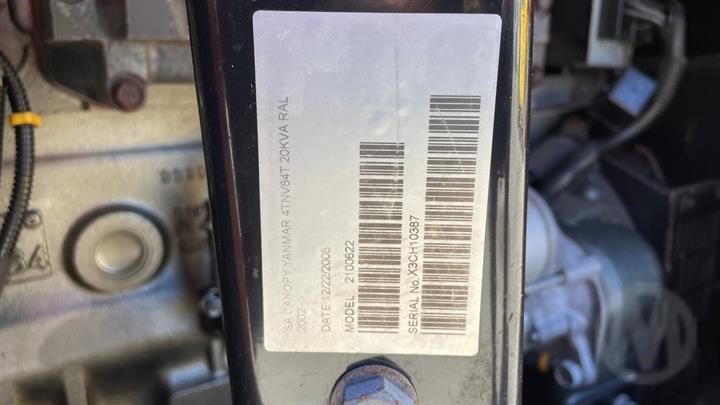 SA CANOPY YANMAR 4TNV84T 20KVA RAL
2002
DATE 12/22/2008
MODEL 2100622
SERIAL No. X3CH10387